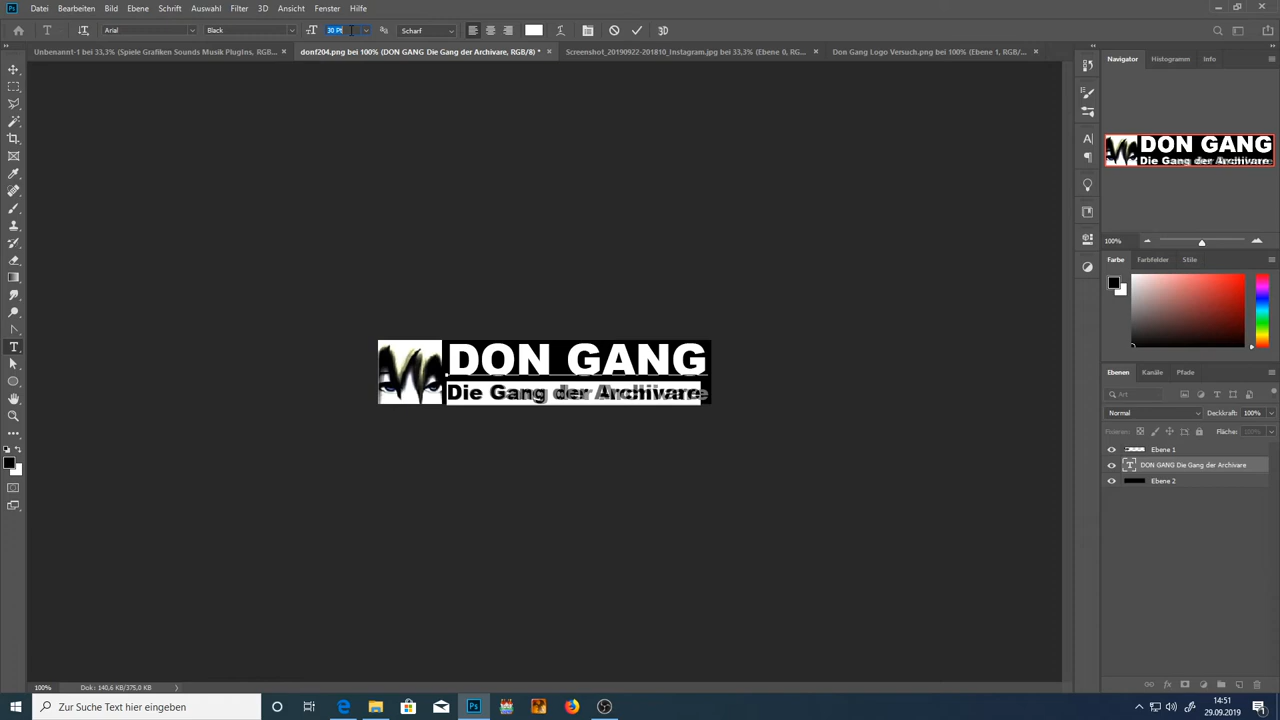 Datei Bearbeiten Bild Ebene Schrift Auswahl Filter 3D Ansicht Fenster Hilfe
Arial Black 30 Pt Scharf 3D
Unbenannt-1 bei 33,3% (Spiele Grafiken Sounds Musik Plugins, RGB... × donf204.png bei 100% (DON GANG Die Gang der Archivare, RGB/8) * × Screenshot_20190922-201810_Instagram.jpg bei 33,3% (Ebene 0, RG... × Don Gang Logo Versuch.png bei 100% (Ebene 1, RGB/... ×
Navigator Histogramm Info
DON GANG
Die Gang der Archivare
100%
Farbe Farbfelder Stile
DON GANG
Die Gang der Archivare
Ebenen Kanäle Pfade
Art
Normal Deckkraft: 100%
Fixieren: Fläche: 100%
Ebene 1
DON GANG Die Gang der Archivare
Ebene 2
100% Dok: 140,6 KB/375,0 KB
Zur Suche Text hier eingeben
14:51
29.09.2019